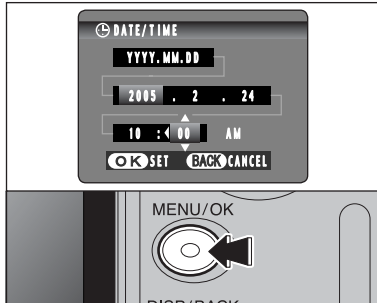 DATE/TIME
YYYY.MM.DD
2005 . 2 . 24
10 : 00 AM
OK SET BACK CANCEL
MENU/OK
DISP/BACK